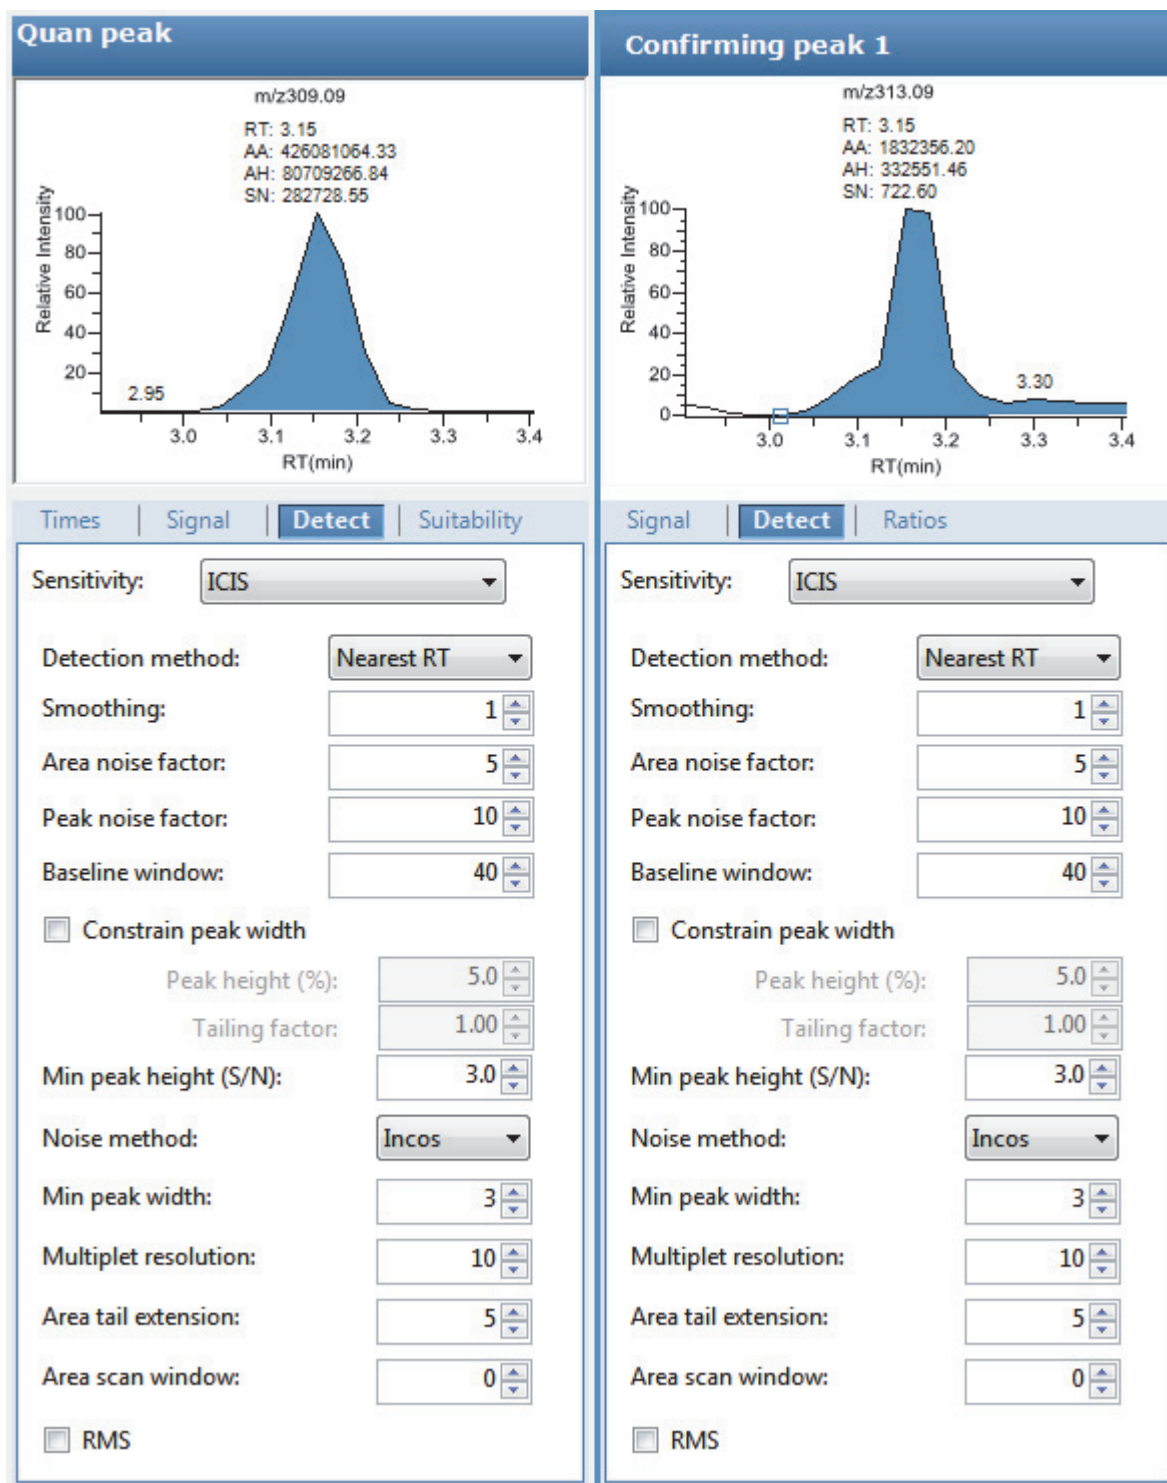 Quan peak
m/z309.09
RT: 3.15
AA: 426081064.33
AH: 80709266.84
SN: 282728.55
Relative Intensity
100
80
60
40
20
2.95
3.0 3.1 3.2 3.3 3.4
RT(min)
Times Signal Detect Suitability
Sensitivity: ICIS
Detection method: Nearest RT
Smoothing: 1
Area noise factor: 5
Peak noise factor: 10
Baseline window: 40
Constrain peak width
Peak height (%): 5.0
Tailing factor: 1.00
Min peak height (S/N): 3.0
Noise method: Incos
Min peak width: 3
Multiplet resolution: 10
Area tail extension: 5
Area scan window: 0
RMS
Confirming peak 1
m/z313.09
RT: 3.15
AA: 1832356.20
AH: 332551.46
SN: 722.60
Relative Intensity
100
80
60
40
20
0
3.30
3.0 3.1 3.2 3.3 3.4
RT(min)
Signal Detect Ratios
Sensitivity: ICIS
Detection method: Nearest RT
Smoothing: 1
Area noise factor: 5
Peak noise factor: 10
Baseline window: 40
Constrain peak width
Peak height (%): 5.0
Tailing factor: 1.00
Min peak height (S/N): 3.0
Noise method: Incos
Min peak width: 3
Multiplet resolution: 10
Area tail extension: 5
Area scan window: 0
RMS